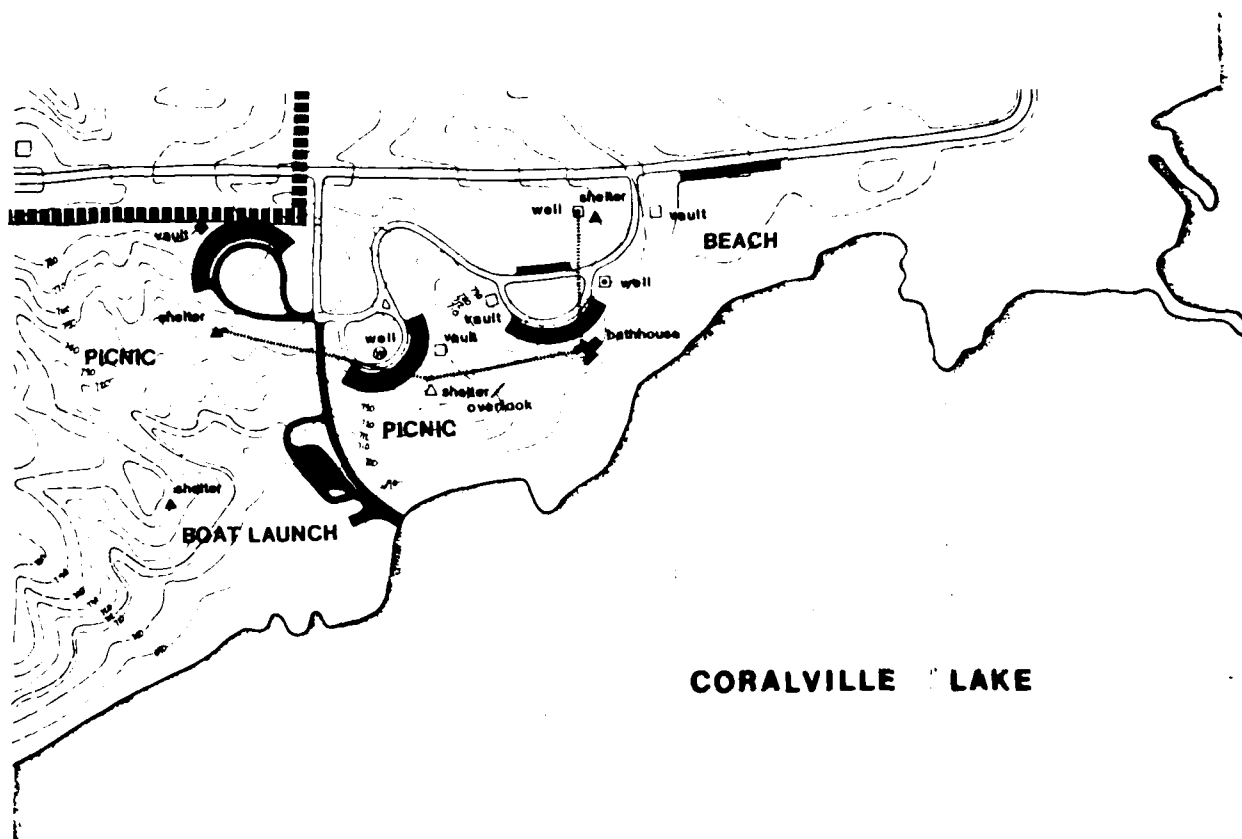 well
shelter
vault
BEACH
vault
well
vault
bathhouse
shelter
well
vault
PICNIC
shelter/
overlook
PICNIC
shelter
BOAT LAUNCH
CORALVILLE LAKE